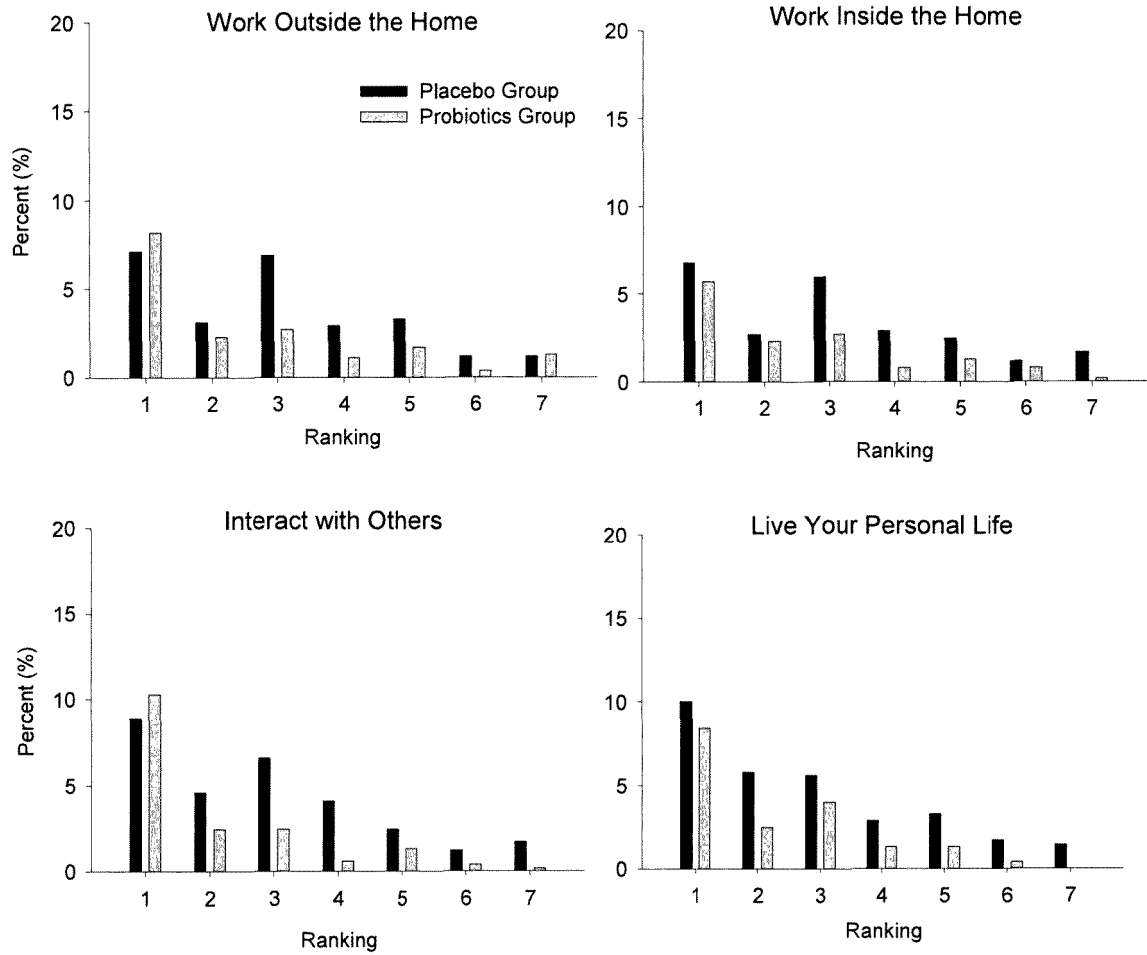 Work Outside the Home
20
15
10
5
0
Percent (%)
Placebo Group
Probiotics Group
1 2 3 4 5 6 7
Ranking
Work Inside the Home
20
15
10
5
0
1 2 3 4 5 6 7
Ranking
Interact with Others
20
15
10
5
0
Percent (%)
1 2 3 4 5 6 7
Ranking
Live Your Personal Life
20
15
10
5
0
1 2 3 4 5 6 7
Ranking